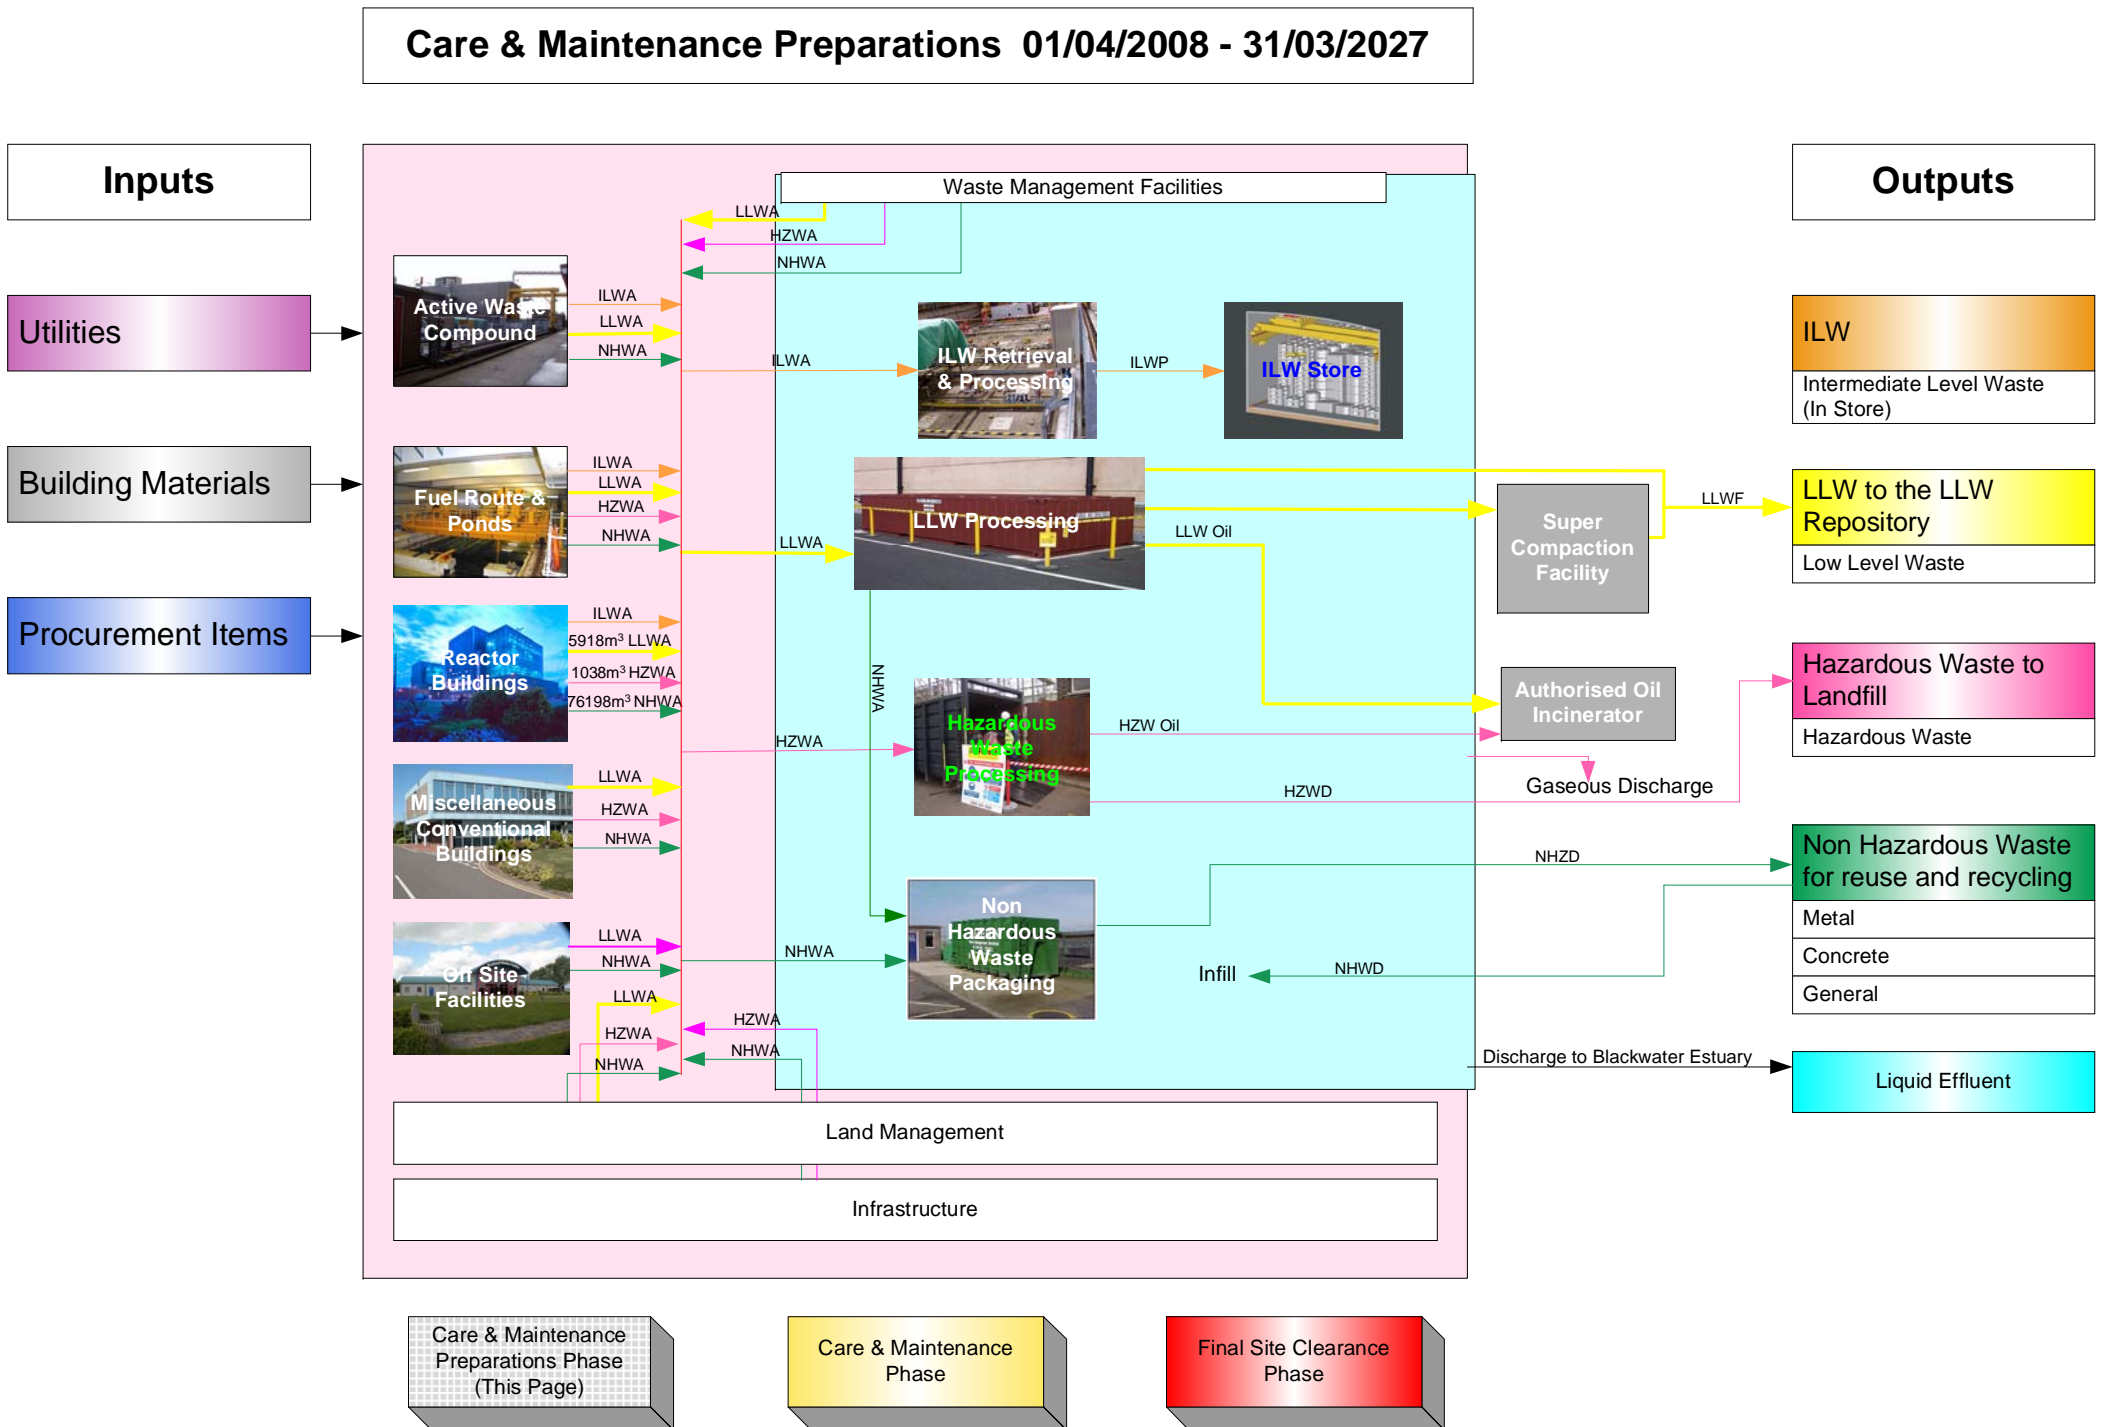 Care & Maintenance Preparations  01/04/2008 - 31/03/2027
Inputs
Outputs
Waste Management Facilities
LLWA
HZWA
NHWA
Utilities
Building Materials
Procurement Items
Active Waste
Compound
ILWA
LLWA
NHWA
ILWA
ILW Retrieval
& Processing
ILWP
ILW Store
Fuel Route &
Ponds
ILWA
LLWA
HZWA
NHWA
LLWA
LLW Processing
LLW Oil
NHWA
Super
Compaction
Facility
LLWF
Reactor
Buildings
ILWA
5918m³ LLWA
1038m³ HZWA
76198m³ NHWA
HZWA
Hazardous
Waste
Processing
HZW Oil
HZWD
Authorised Oil
Incinerator
Gaseous Discharge
Miscellaneous
Conventional
Buildings
LLWA
HZWA
NHWA
Off Site
Facilities
LLWA
NHWA
NHWA
Non
Hazardous
Waste
Packaging
NHZD
Infill
NHWD
LLWA
HZWA
NHWA
HZWA
NHWA
Discharge to Blackwater Estuary
Land Management
Infrastructure
ILW
Intermediate Level Waste
(In Store)
LLW to the LLW
Repository
Low Level Waste
Hazardous Waste to
Landfill
Hazardous Waste
Non Hazardous Waste
for reuse and recycling
Metal
Concrete
General
Liquid Effluent
Care & Maintenance
Preparations Phase
(This Page)
Care & Maintenance
Phase
Final Site Clearance
Phase